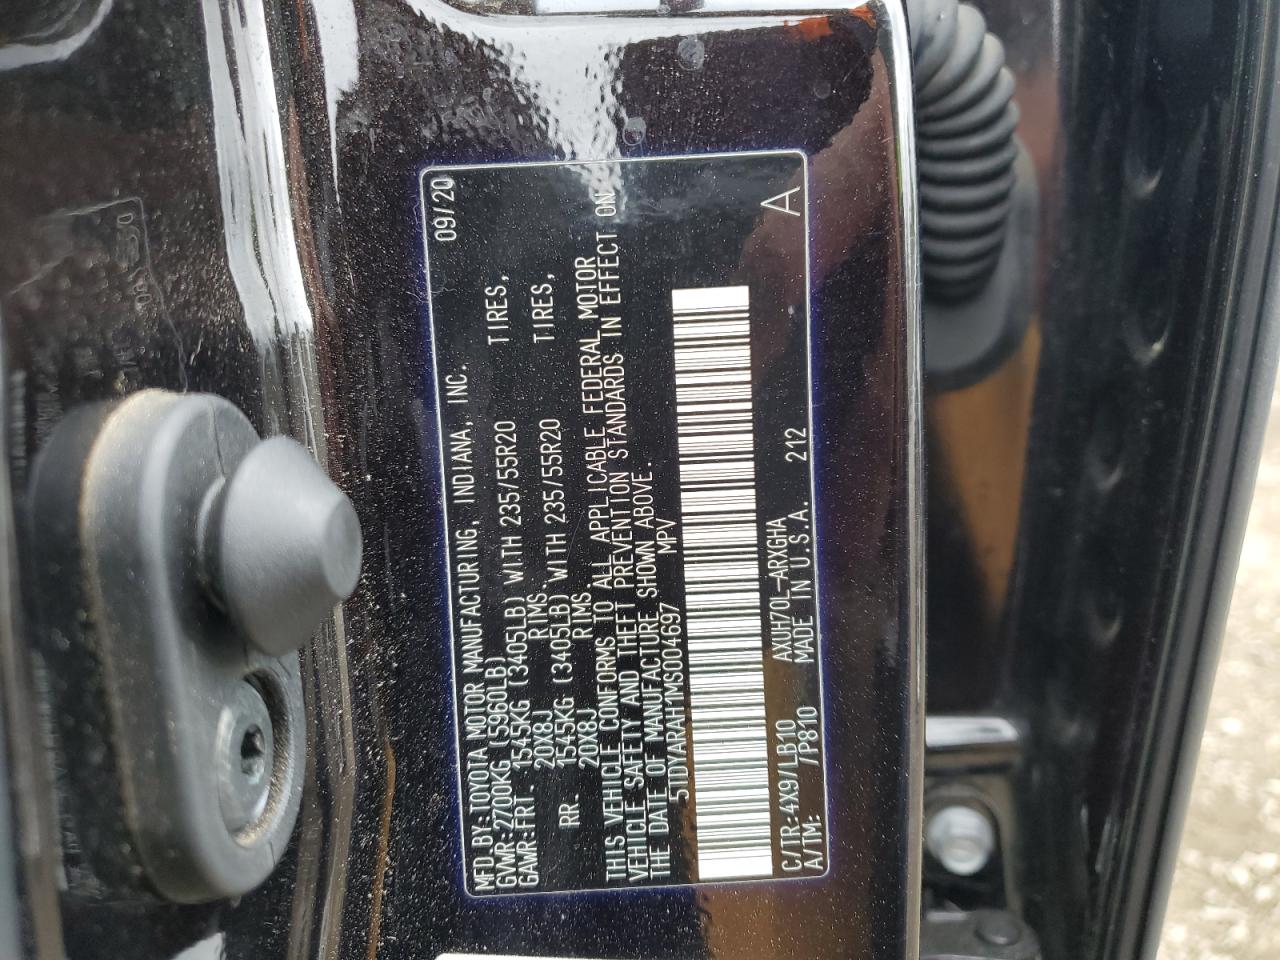 09/20
MFD.BY:TOYOTA MOTOR MANUFACTURING, INDIANA, INC.
GVWR:2700KG (5960LB)
GAWR:FRT. 1545KG (3405LB) WITH 235/55R20 TIRES,
20X8J RIMS.
RR. 1545KG (3405LB) WITH 235/55R20 TIRES,
20X8J RIMS.
THIS VEHICLE CONFORMS TO ALL APPLICABLE FEDERAL MOTOR
VEHICLE SAFETY AND THEFT PREVENTION STANDARDS IN EFFECT ON
THE DATE OF MANUFACTURE SHOWN ABOVE.
5TDYARAH1MS004697 MPV
C/TR:4X9/LB10 AXUH70L-ARXGHA 212 A
A/TM: /P810 MADE IN U.S.A.